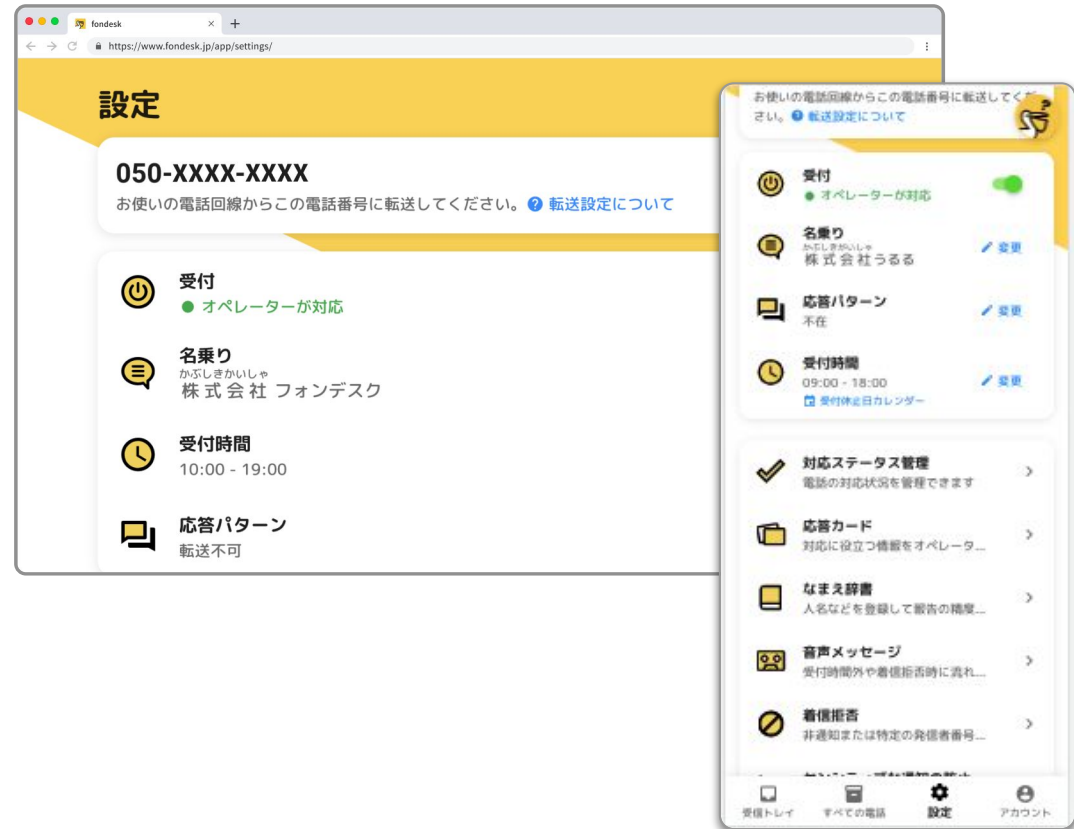 fondesk
https://www.fondesk.jp/app/settings/
設定
050-XXXX-XXXX
お使いの電話回線からこの電話番号に転送してください。 転送設定について
受付
オペレーターが対応
名乗り
かぶしきかいしゃ
株式会社 フォンデスク
受付時間
10:00 - 19:00
応答パターン
転送不可
お使いの電話回線からこの電話番号に転送してくだ
さい。 転送設定について
受付
オペレーターが対応
名乗り
かぶしきがいしゃ
株式会社うるる
変更
応答パターン
不在
変更
受付時間
09:00 - 18:00
変更
受付休止日カレンダー
対応ステータス管理
電話の対応状況を管理できます
応答カード
対応に役立つ情報をオペレータ...
なまえ辞書
人名などを登録して報告の精度...
音声メッセージ
受付時間外や着信拒否時に流れ...
着信拒否
非通知または特定の発信者番号...
受信トレイ
すべての電話
設定
アカウント